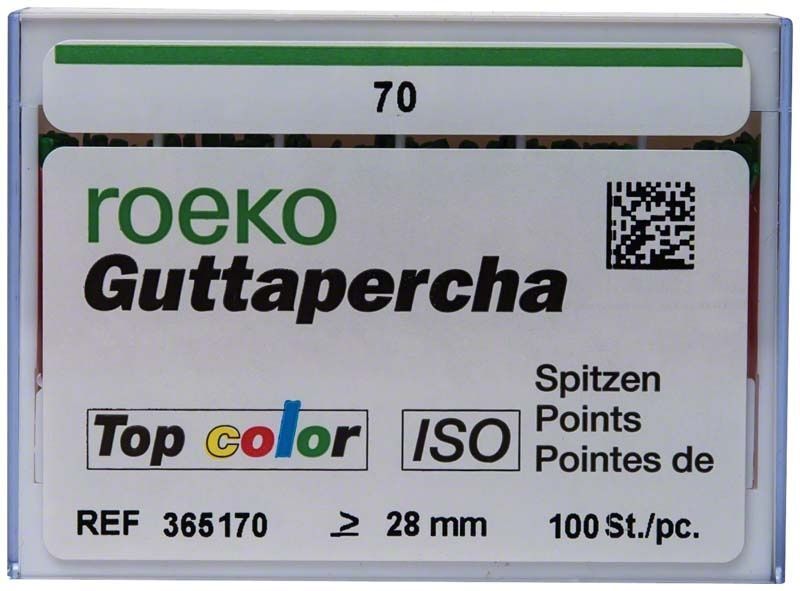 70
roeko
Guttapercha
Top color
ISO
Spitzen
Points
Pointes de
REF 365170 ≥ 28 mm 100 St./pc.